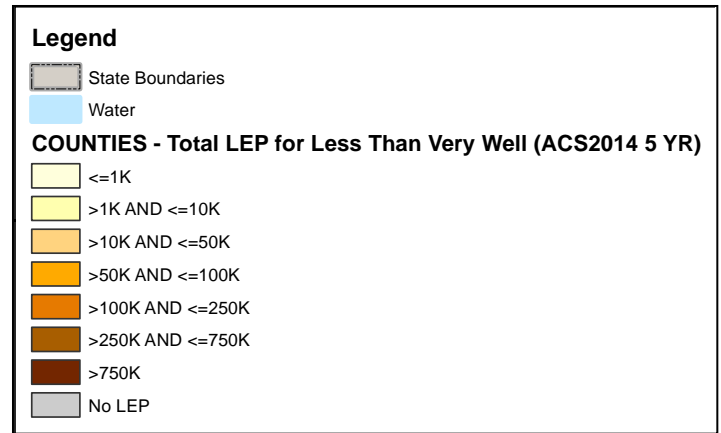 Legend
State Boundaries
Water
COUNTIES - Total LEP for Less Than Very Well (ACS2014 5 YR)
<=1K
>1K AND <=10K
>10K AND <=50K
>50K AND <=100K
>100K AND <=250K
>250K AND <=750K
>750K
No LEP